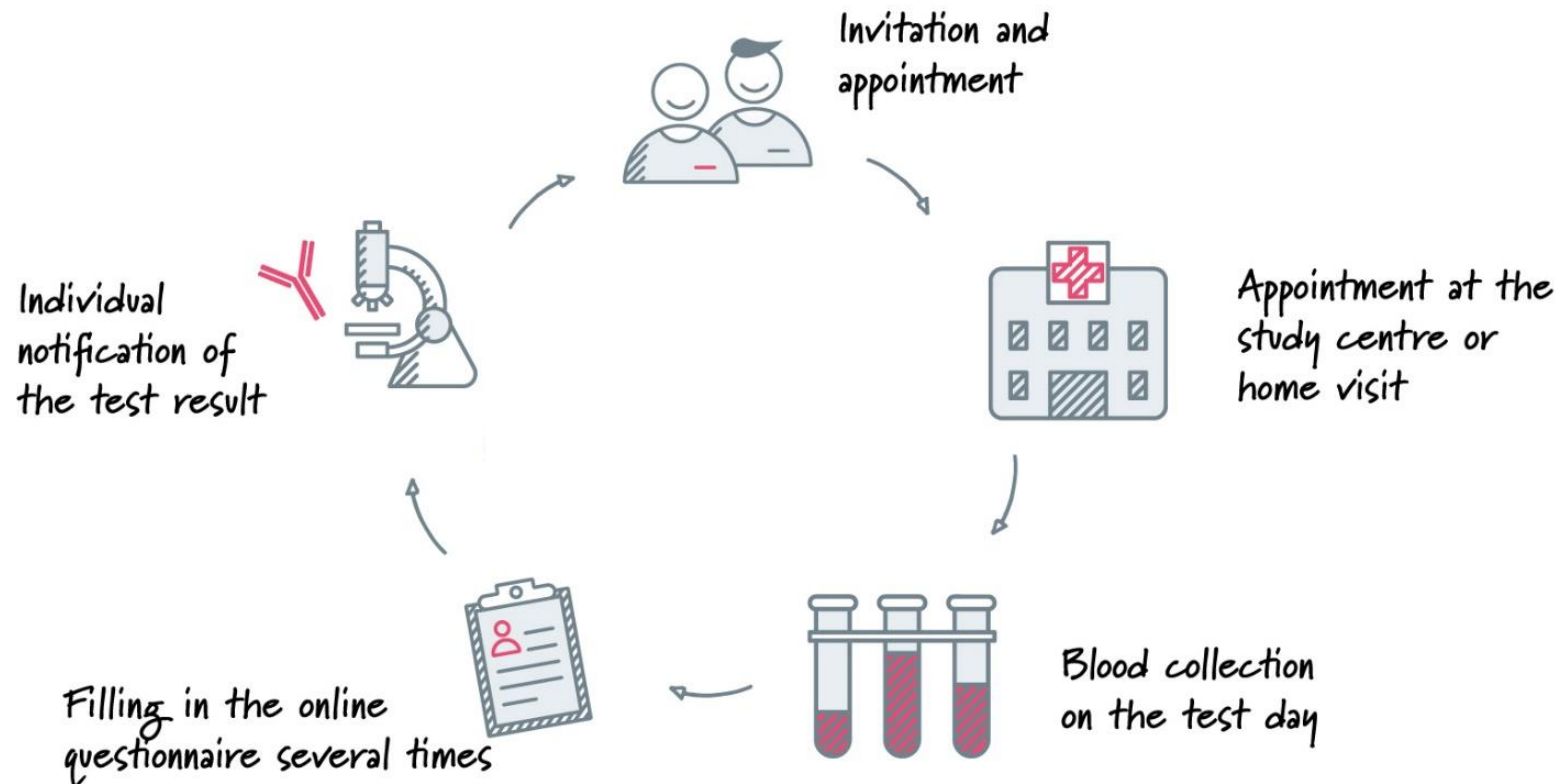 Invitation and
appointment
Appointment at the
study centre or
home visit
Blood collection
on the test day
Filling in the online
questionnaire several times
Individual
notification of
the test result